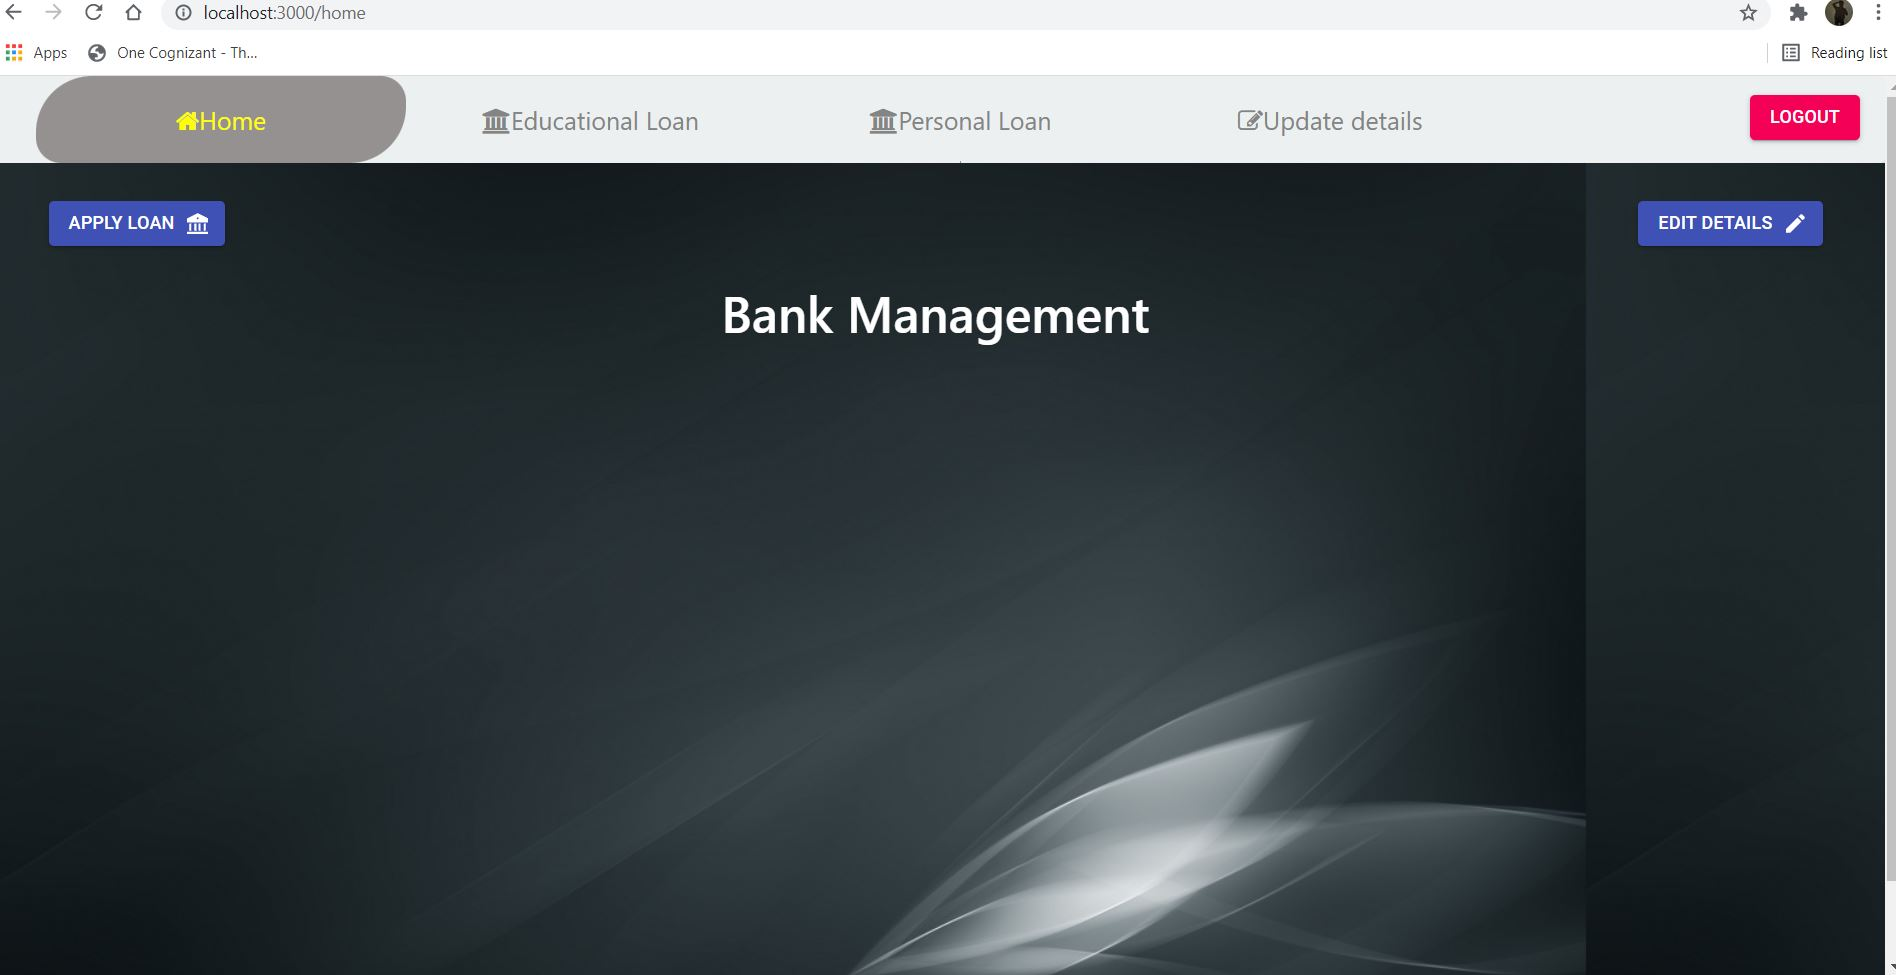 localhost:3000/home
Apps
One Cognizant - Th...
Reading list
Home
Educational Loan
Personal Loan
Update details
LOGOUT
APPLY LOAN
EDIT DETAILS
Bank Management